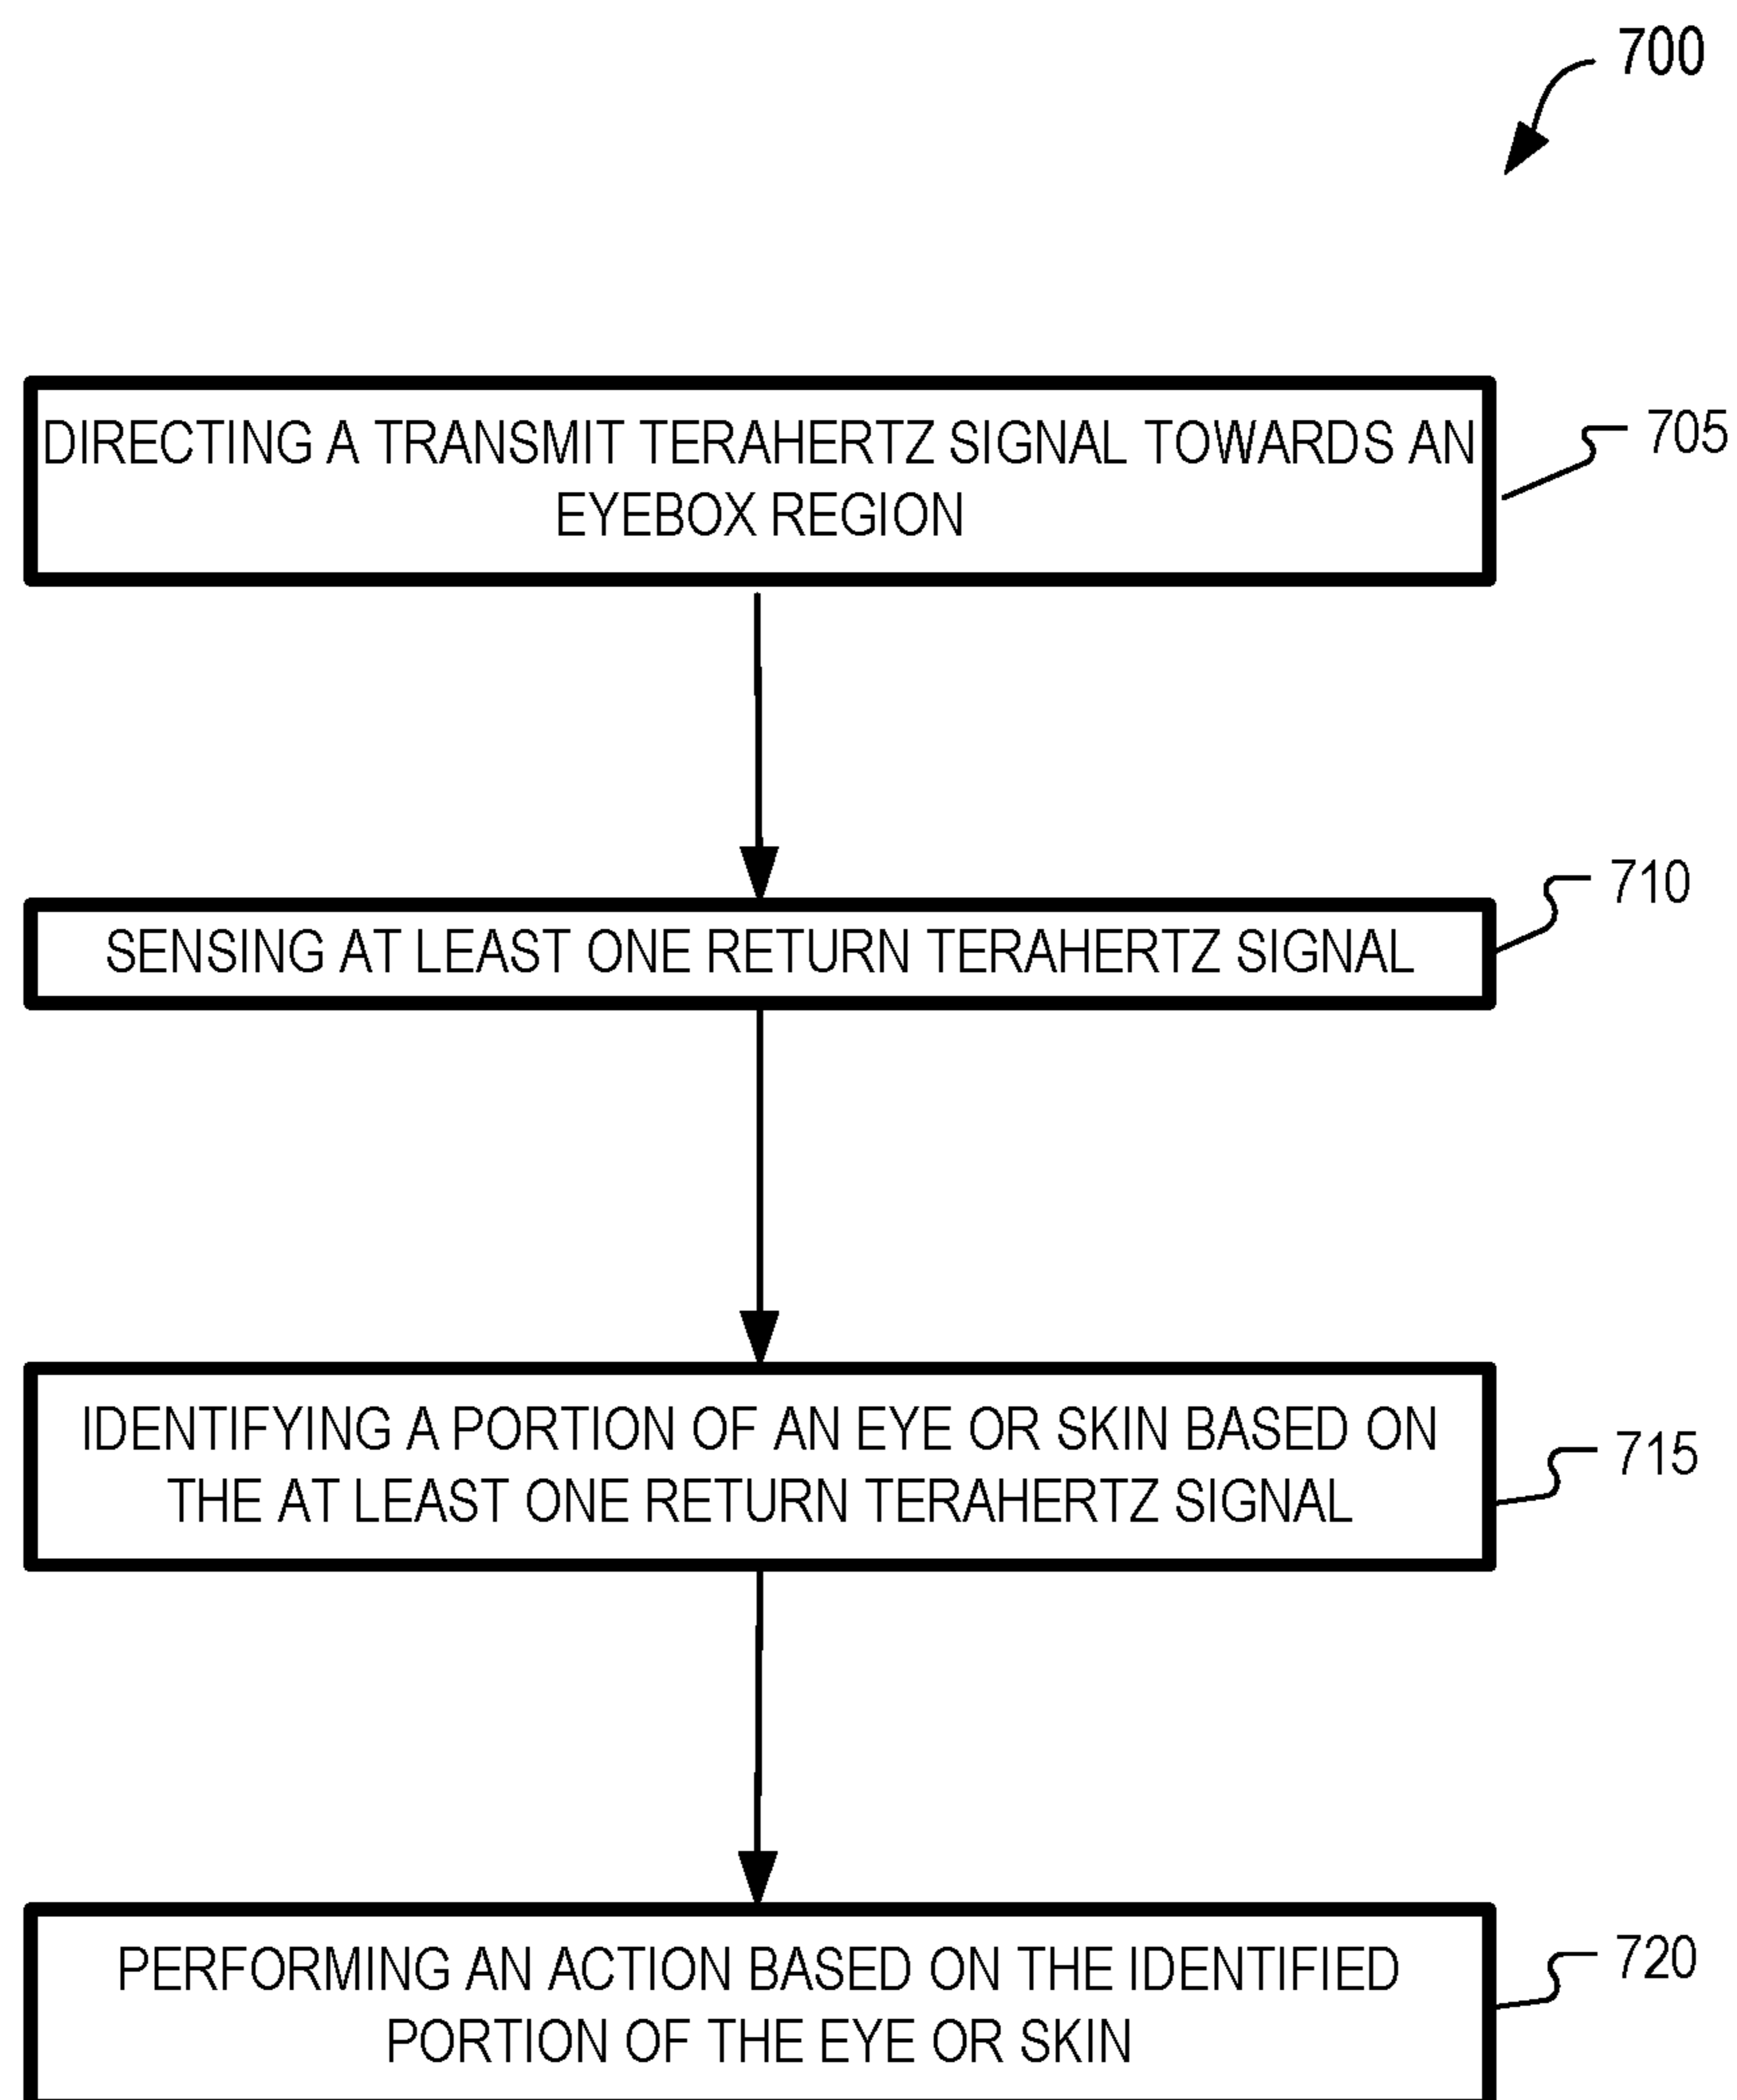 700
DIRECTING A TRANSMIT TERAHERTZ SIGNAL TOWARDS AN
EYEBOX REGION
705
SENSING AT LEAST ONE RETURN TERAHERTZ SIGNAL
710
IDENTIFYING A PORTION OF AN EYE OR SKIN BASED ON
THE AT LEAST ONE RETURN TERAHERTZ SIGNAL
715
PERFORMING AN ACTION BASED ON THE IDENTIFIED
PORTION OF THE EYE OR SKIN
720